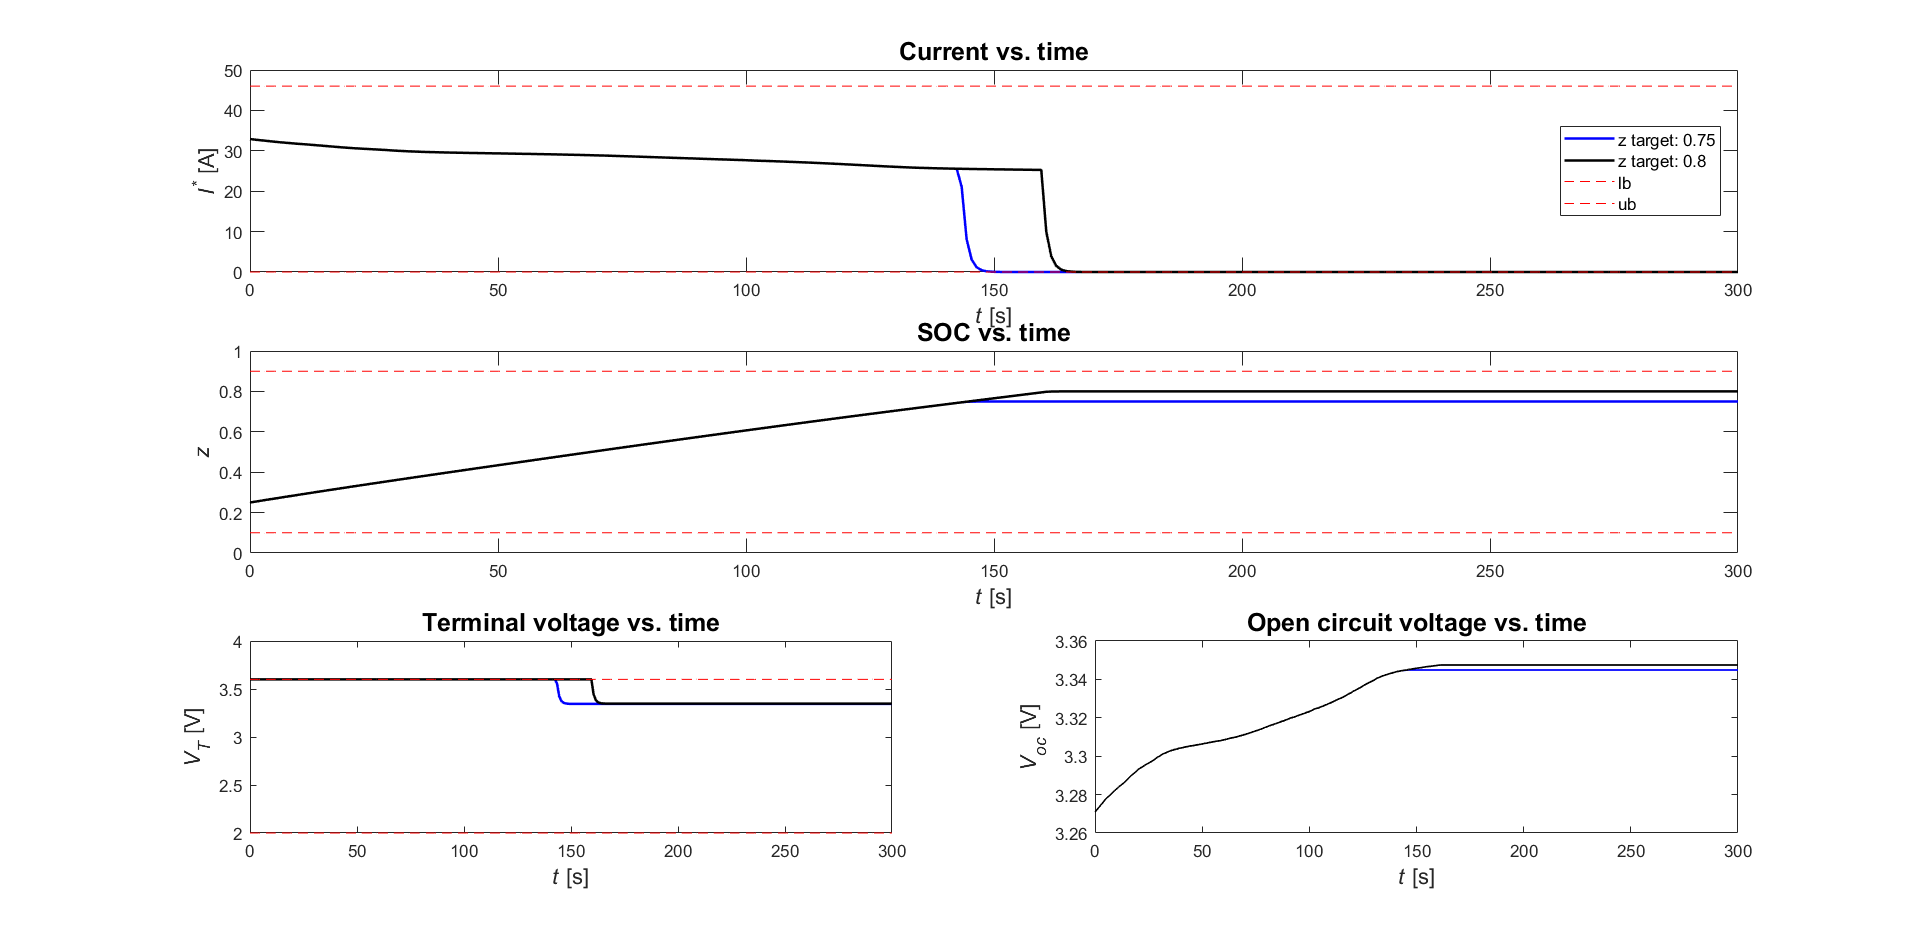 Current vs. time
50
40
30
20
10
0
I* [A]
z target: 0.75
z target: 0.8
lb
ub
0 50 100 150 200 250 300
t [s]
SOC vs. time
1
0.8
0.6
0.4
0.2
0
z
0 50 100 150 200 250 300
t [s]
Terminal voltage vs. time
4
3.5
3
2.5
2
V_T [V]
0 50 100 150 200 250 300
t [s]
Open circuit voltage vs. time
3.36
3.34
3.32
3.3
3.28
3.26
V_oc [V]
0 50 100 150 200 250 300
t [s]